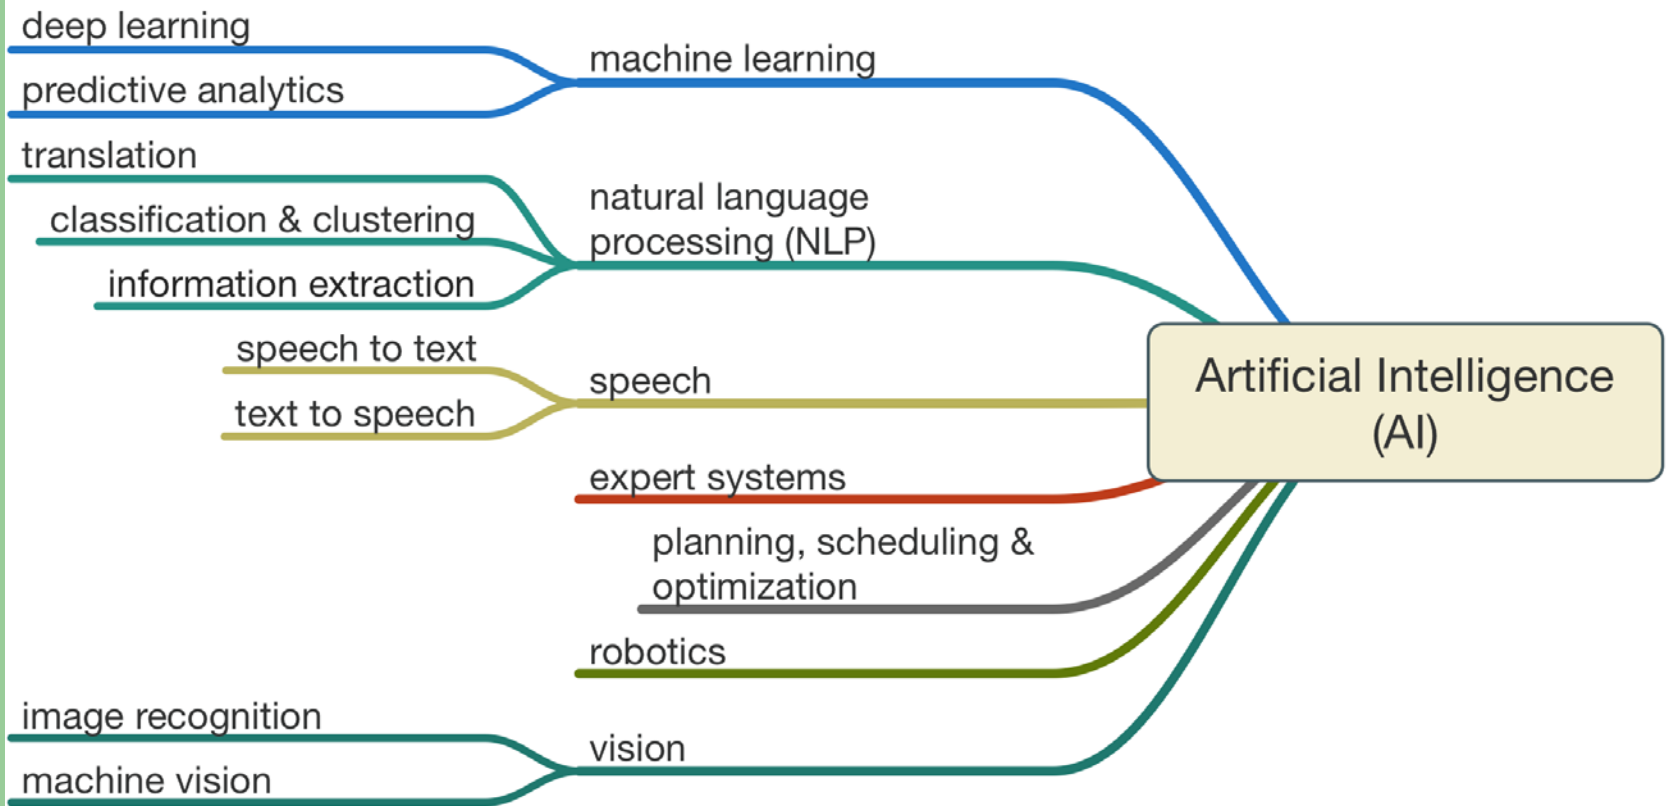 deep learning
predictive analytics
machine learning
translation
classification & clustering
information extraction
natural language
processing (NLP)
speech to text
text to speech
speech
expert systems
planning, scheduling &
optimization
robotics
image recognition
machine vision
vision
Artificial Intelligence
(AI)